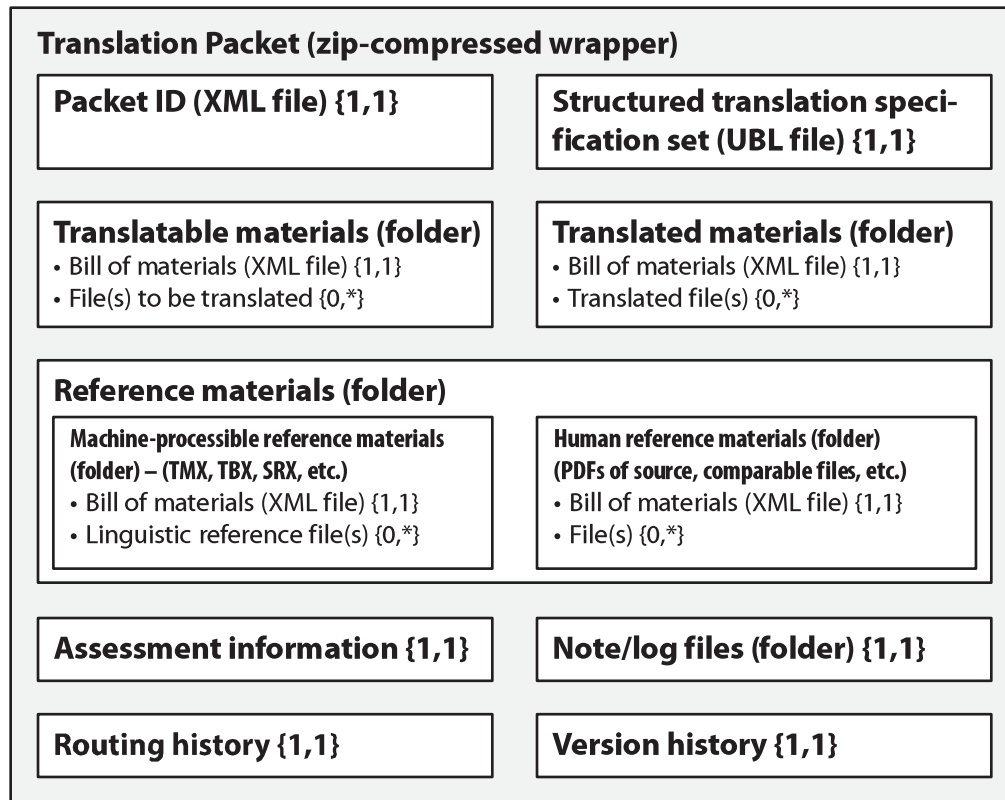 Translation Packet (zip-compressed wrapper)
Packet ID (XML file) {1,1}
Structured translation speci-
fication set (UBL file) {1,1}
Translatable materials (folder)
• Bill of materials (XML file) {1,1}
• File(s) to be translated {0,*}
Translated materials (folder)
• Bill of materials (XML file) {1,1}
• Translated file(s) {0,*}
Reference materials (folder)
Machine-processible reference materials
(folder) – (TMX, TBX, SRX, etc.)
• Bill of materials (XML file) {1,1}
• Linguistic reference file(s) {0,*}
Human reference materials (folder)
(PDFs of source, comparable files, etc.)
• Bill of materials (XML file) {1,1}
• File(s) {0,*}
Assessment information {1,1}
Note/log files (folder) {1,1}
Routing history {1,1}
Version history {1,1}